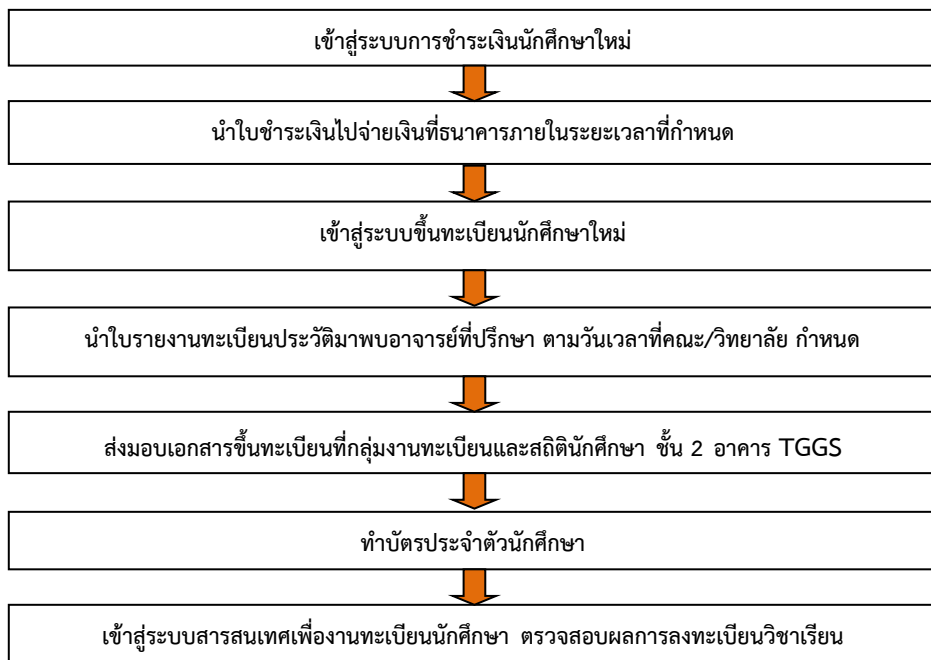 เข้าสู่ระบบการชำระเงินนักศึกษาใหม่
นำใบชำระเงินไปจ่ายเงินที่ธนาคารภายในระยะเวลาที่กำหนด
เข้าสู่ระบบขึ้นทะเบียนนักศึกษาใหม่
นำใบรายงานทะเบียนประวัติมาพบอาจารย์ที่ปรึกษา ตามวันเวลาที่คณะ/วิทยาลัย กำหนด
ส่งมอบเอกสารขึ้นทะเบียนที่กลุ่มงานทะเบียนและสถิตินักศึกษา ชั้น 2 อาคาร TGGS
ทำบัตรประจำตัวนักศึกษา
เข้าสู่ระบบสารสนเทศเพื่องานทะเบียนนักศึกษา ตรวจสอบผลการลงทะเบียนวิชาเรียน